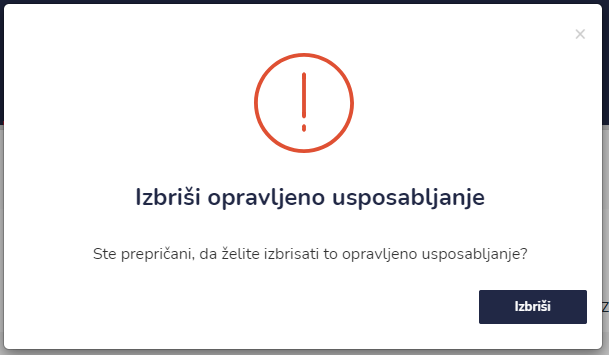 Izbriši opravljeno usposabljanje
Ste prepričani, da želite izbrisati to opravljeno usposabljanje?
Izbriši